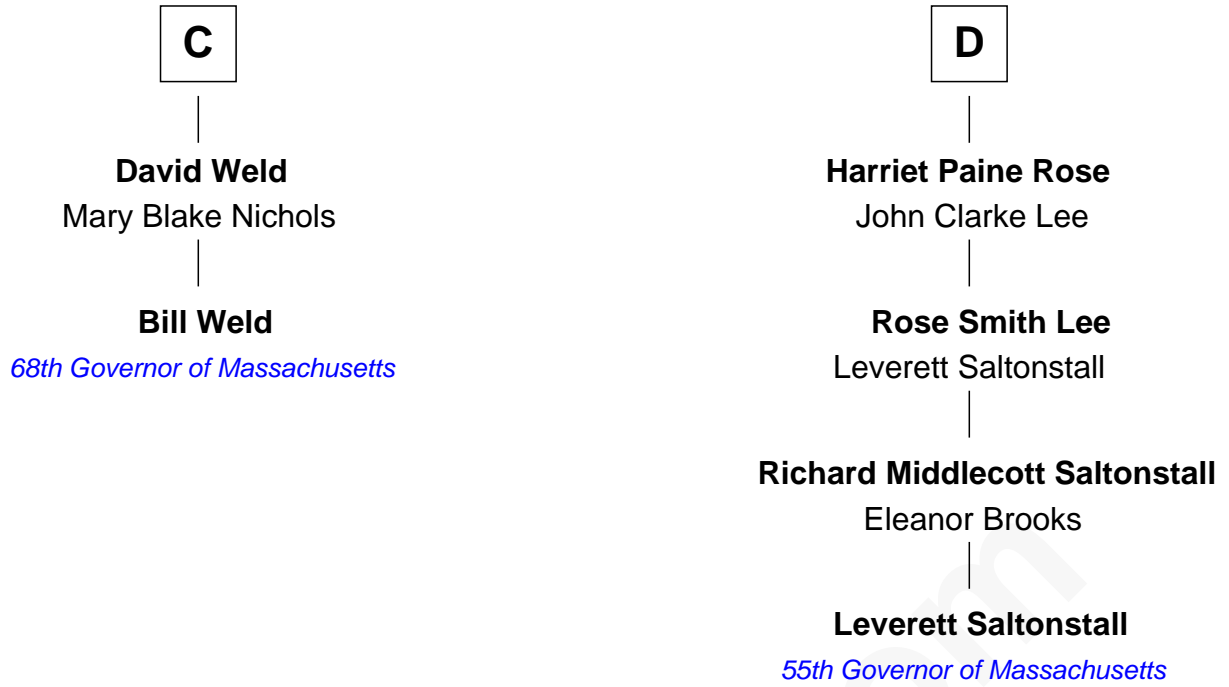 C
David Weld
Mary Blake Nichols
Bill Weld
68th Governor of Massachusetts
D
Harriet Paine Rose
John Clarke Lee
Rose Smith Lee
Leverett Saltonstall
Richard Middlecott Saltonstall
Eleanor Brooks
Leverett Saltonstall
55th Governor of Massachusetts